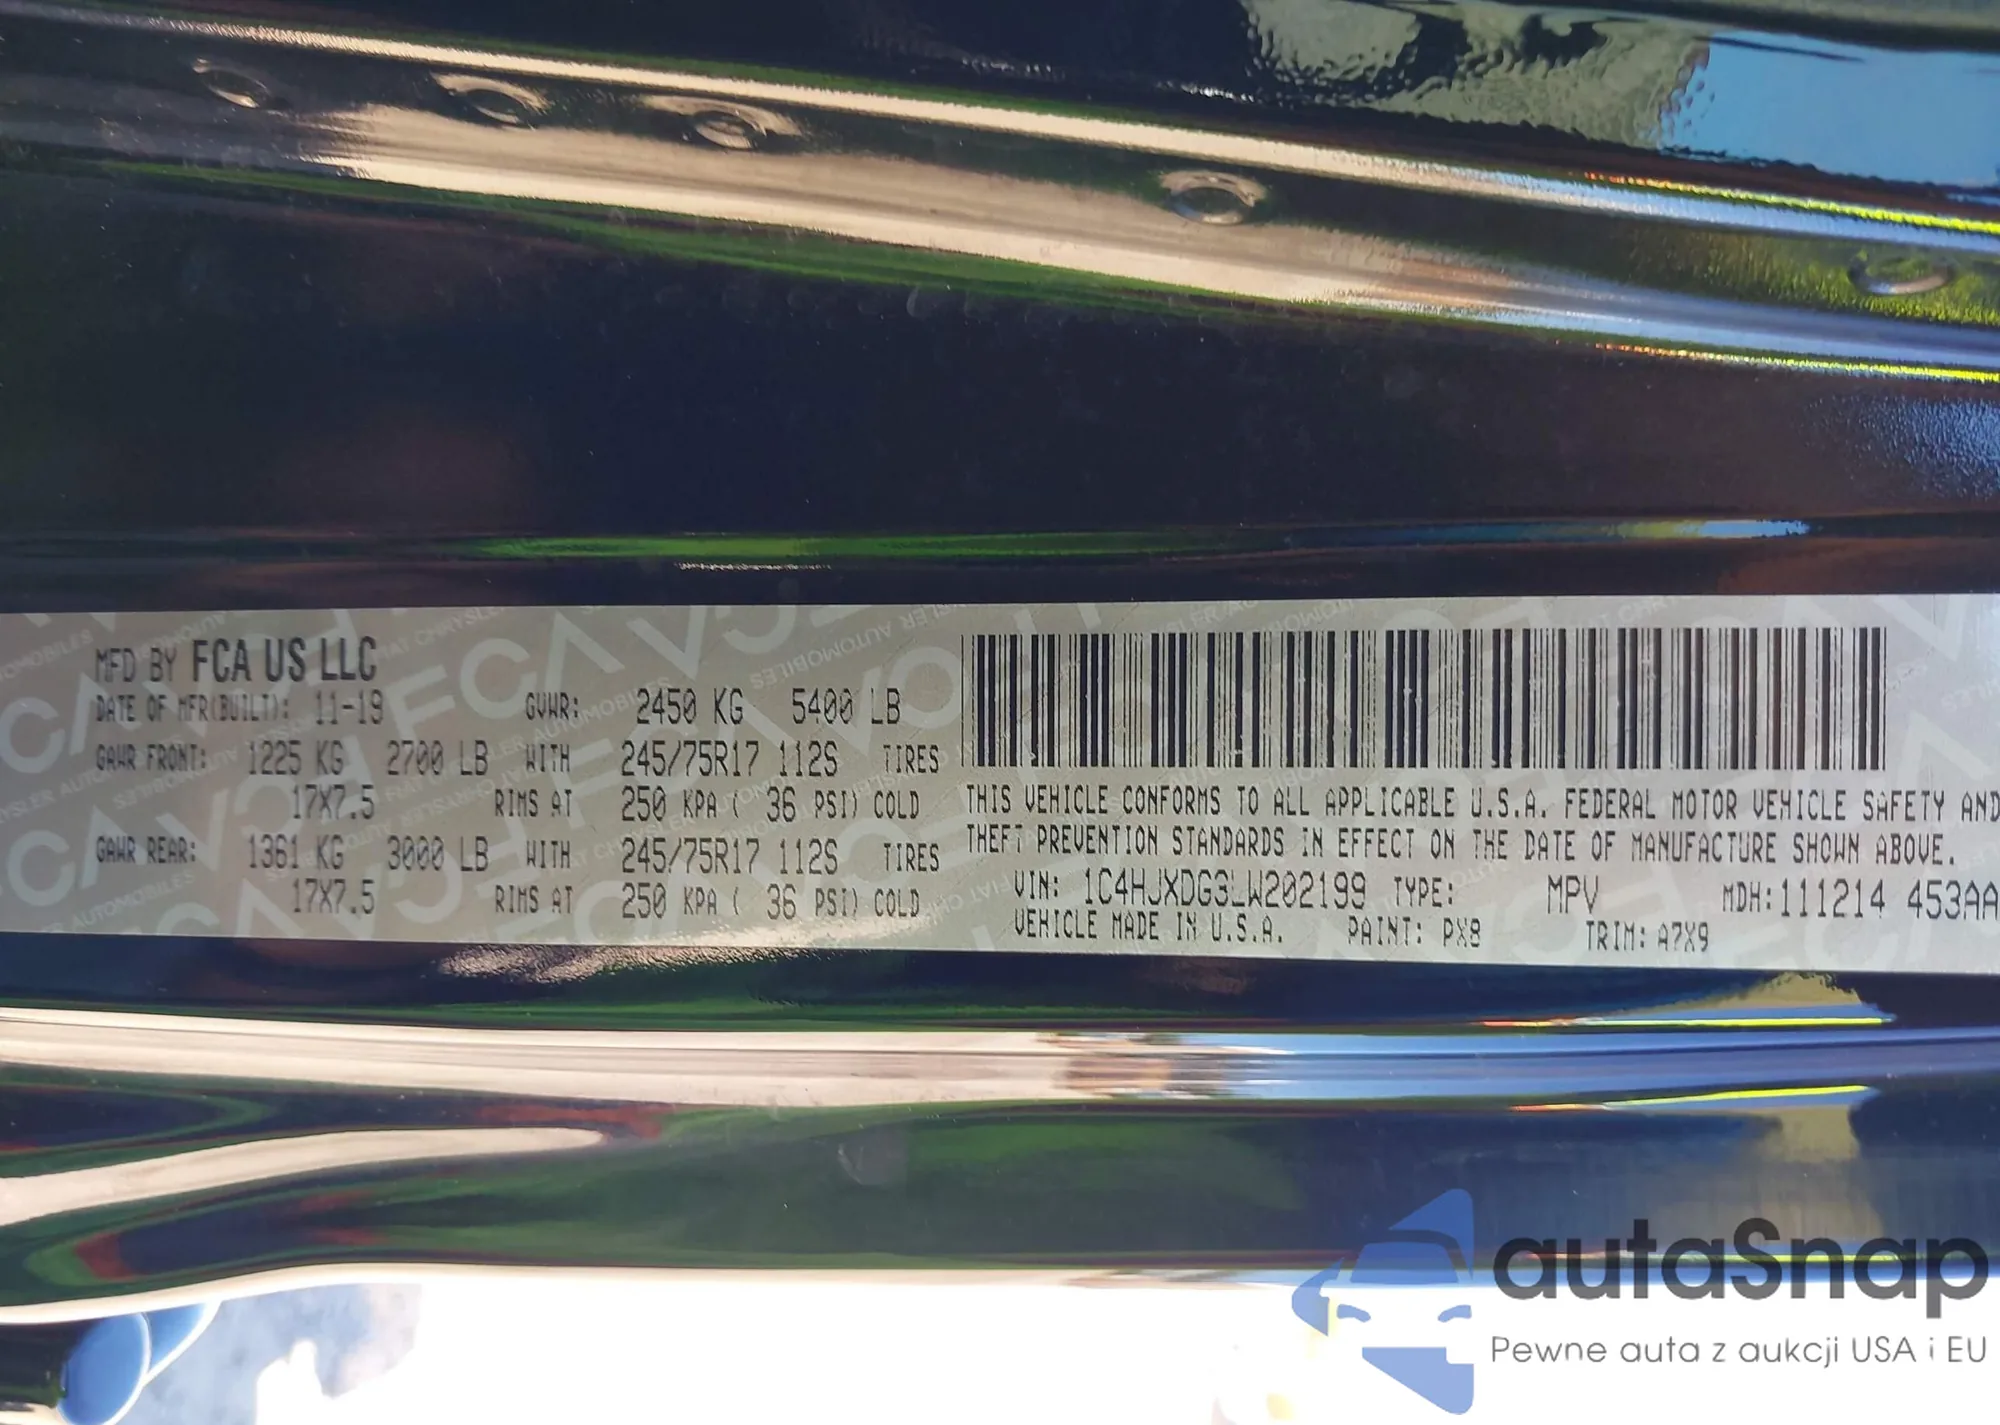 MFD BY FCA US LLC
DATE OF MFR(BUILT): 11-19 GVWR: 2450 KG 5400 LB
GAWR FRONT: 1225 KG 2700 LB WITH 245/75R17 112S TIRES
17X7.5 RIMS AT 250 KPA ( 36 PSI) COLD
GAWR REAR: 1361 KG 3000 LB WITH 245/75R17 112S TIRES
17X7.5 RIMS AT 250 KPA ( 36 PSI) COLD
THIS VEHICLE CONFORMS TO ALL APPLICABLE U.S.A. FEDERAL MOTOR VEHICLE SAFETY AND
THEFT PREVENTION STANDARDS IN EFFECT ON THE DATE OF MANUFACTURE SHOWN ABOVE.
VIN: 1C4HJXDG3LW202199 TYPE: MPV MDH: 111214 453AA
VEHICLE MADE IN U.S.A. PAINT: PX8 TRIM: A7X9
autaSnap
Pewne auta z aukcji USA i EU